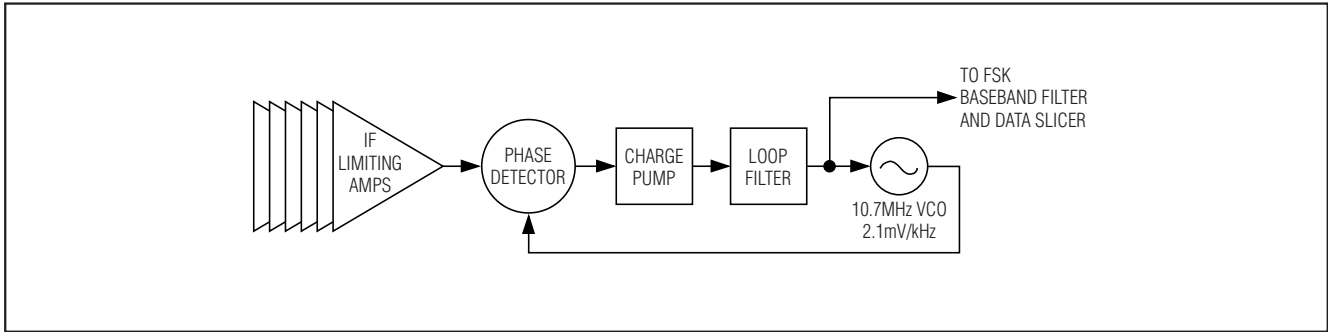 IF
LIMITING
AMPS
PHASE
DETECTOR
CHARGE
PUMP
LOOP
FILTER
TO FSK
BASEBAND FILTER
AND DATA SLICER
10.7MHz VCO
2.1mV/kHz